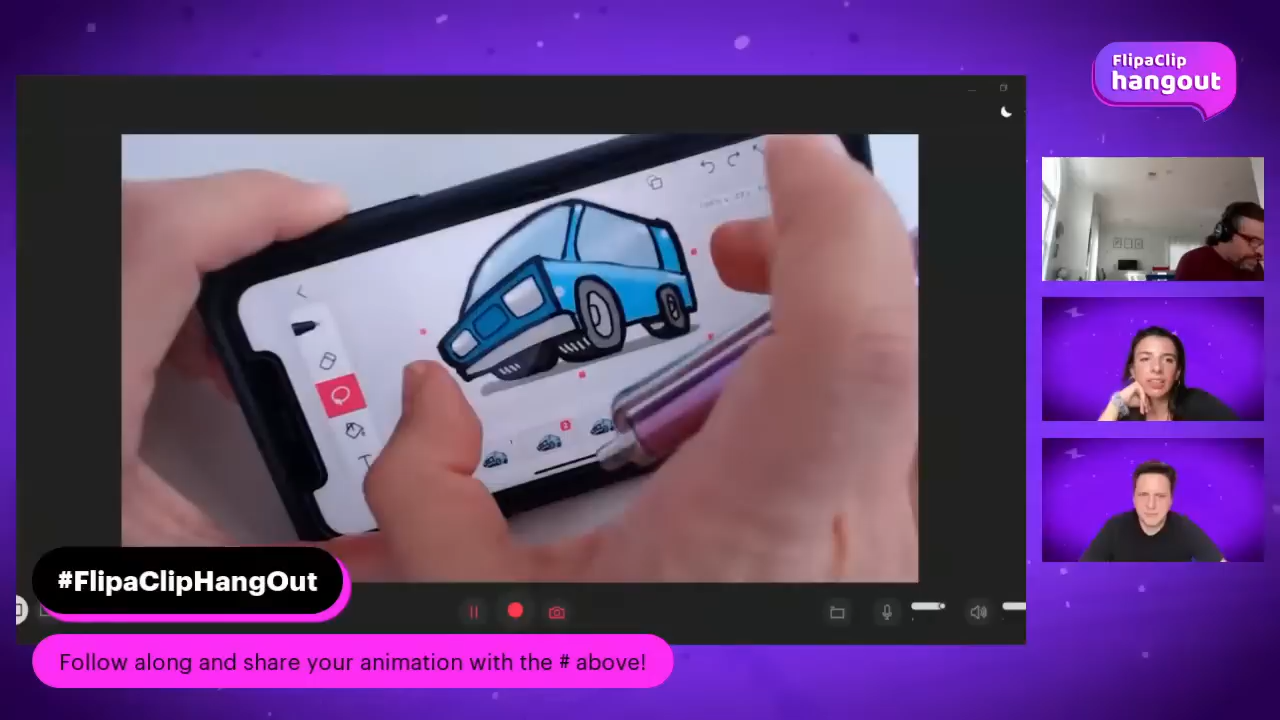 FlipaClip
hangout
#FlipaClipHangOut
Follow along and share your animation with the # above!